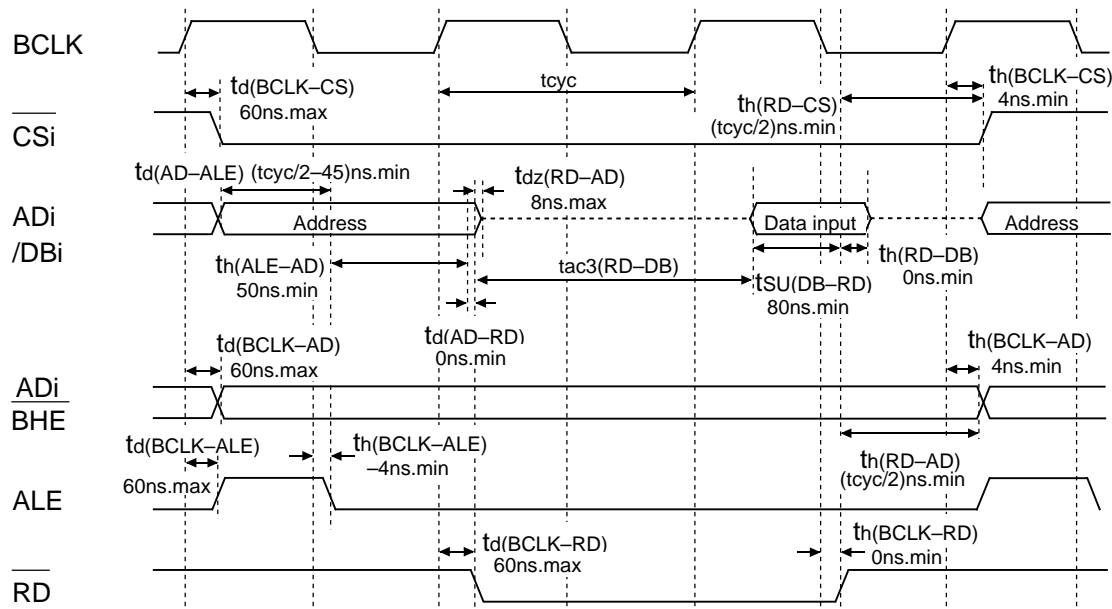 BCLK
td(BCLK–CS)
60ns.max
tcyc
th(RD–CS)
(tcyc/2)ns.min
th(BCLK–CS)
4ns.min
CSi
td(AD–ALE) (tcyc/2–45)ns.min
tdz(RD–AD)
8ns.max
ADi
/DBi
Address
Data input
Address
th(ALE–AD)
50ns.min
tac3(RD–DB)
tSU(DB–RD)
80ns.min
th(RD–DB)
0ns.min
td(AD–RD)
0ns.min
td(BCLK–AD)
60ns.max
th(BCLK–AD)
4ns.min
ADi
BHE
td(BCLK–ALE)
60ns.max
th(BCLK–ALE)
–4ns.min
th(RD–AD)
(tcyc/2)ns.min
ALE
td(BCLK–RD)
60ns.max
th(BCLK–RD)
0ns.min
RD